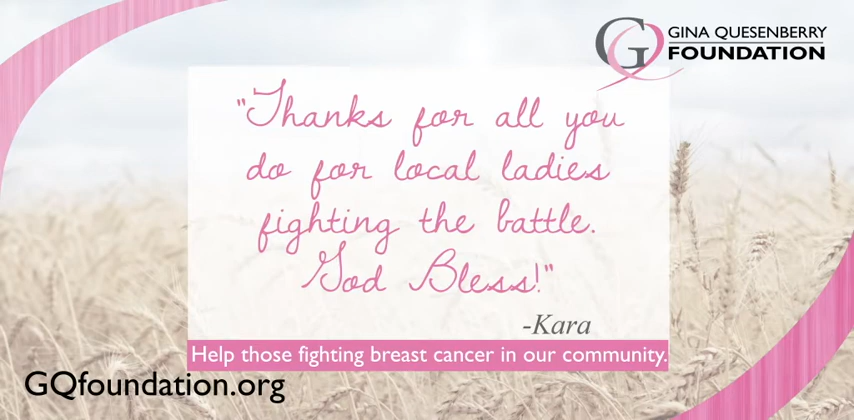 GINA QUESENBERRY
FOUNDATION
"Thanks for all you
do for local ladies
fighting the battle.
God Bless!"
-Kara
Help those fighting breast cancer in our community.
GQfoundation.org